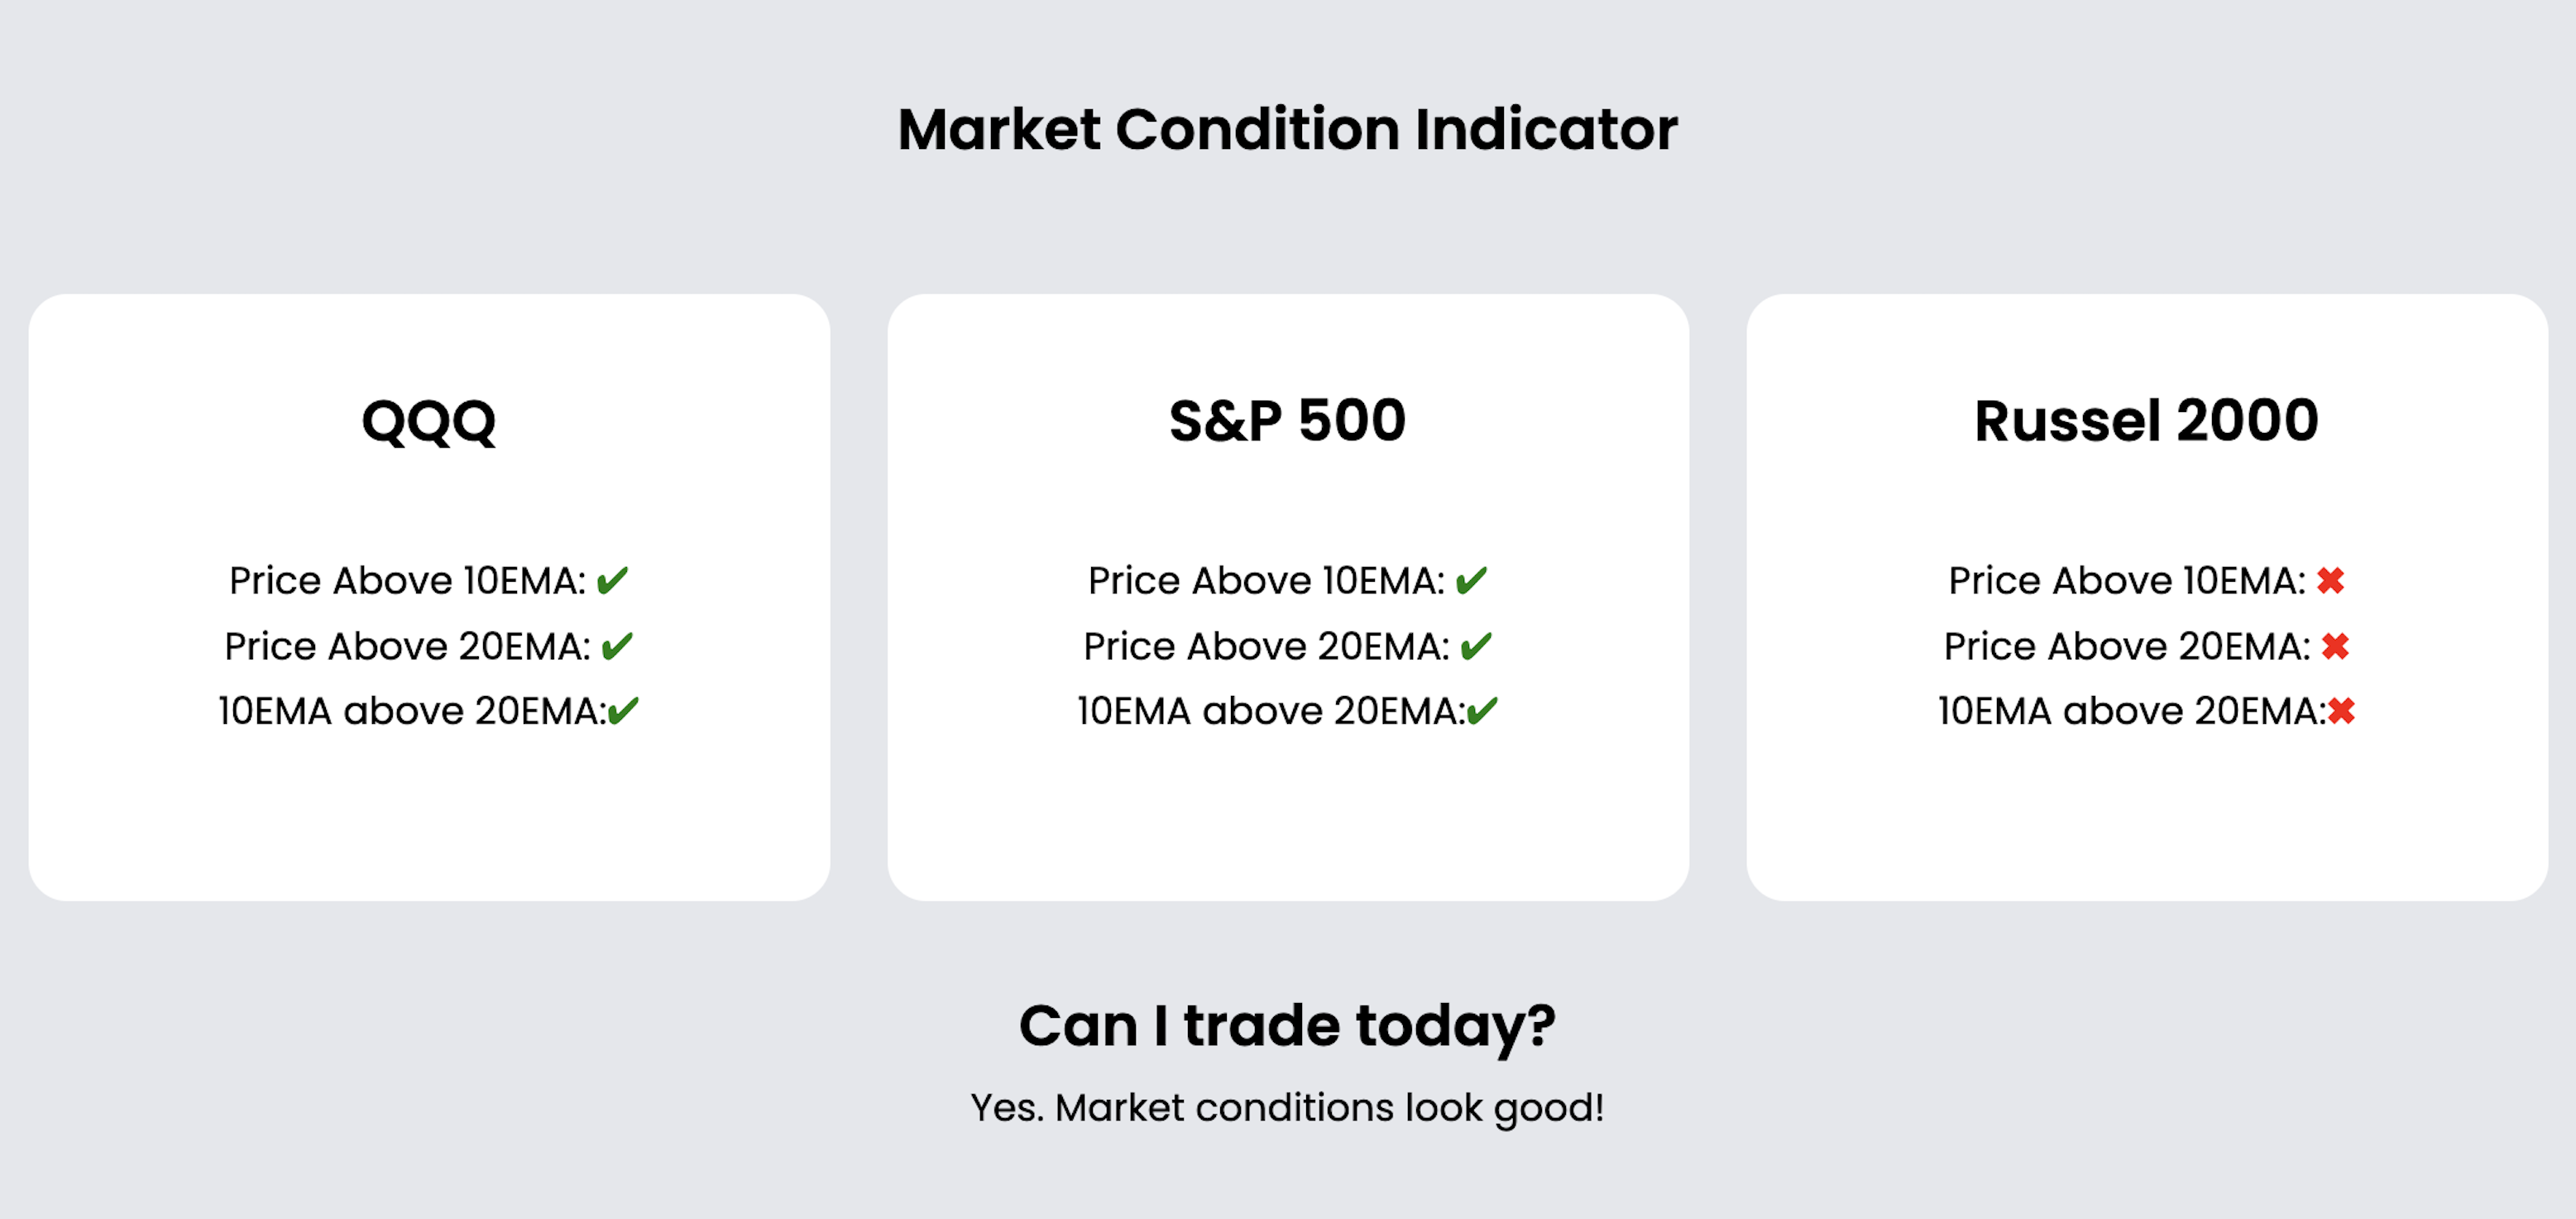 Market Condition Indicator
QQQ
Price Above 10EMA: ✔
Price Above 20EMA: ✔
10EMA above 20EMA:✔
S&P 500
Price Above 10EMA: ✔
Price Above 20EMA: ✔
10EMA above 20EMA:✔
Russel 2000
Price Above 10EMA: ✖
Price Above 20EMA: ✖
10EMA above 20EMA:✖
Can I trade today?
Yes. Market conditions look good!